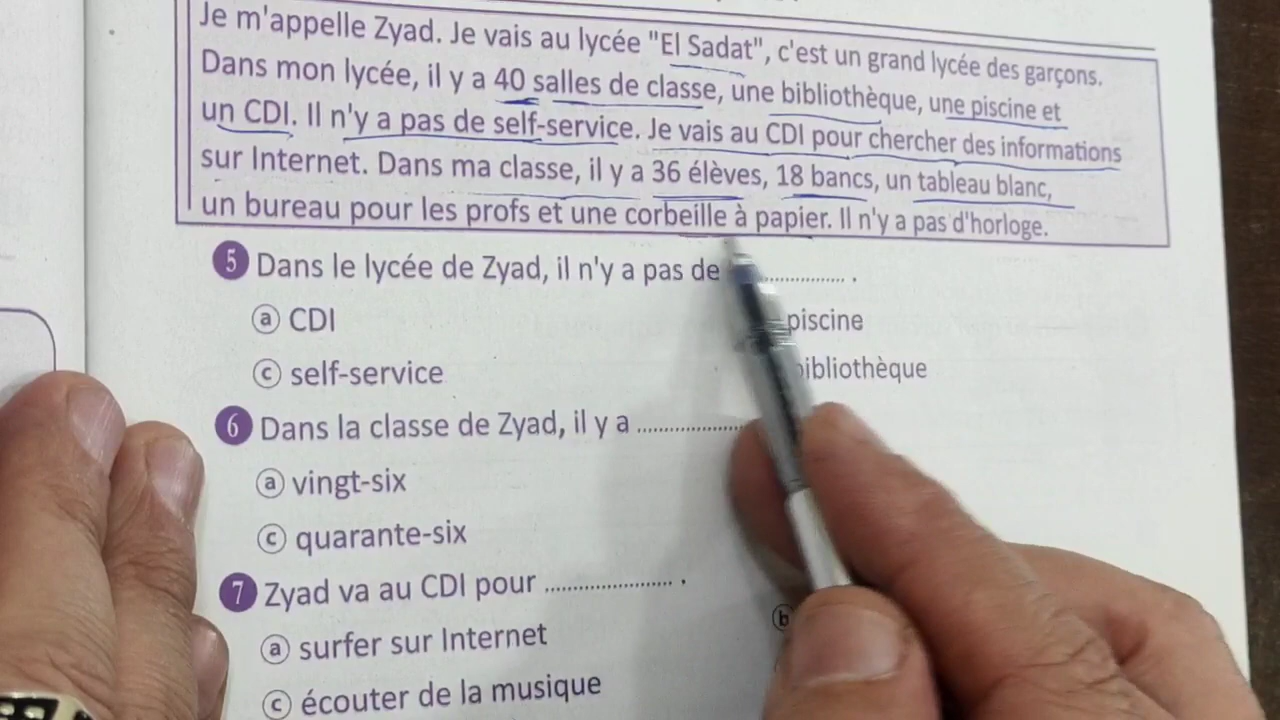 Je m'appelle Zyad. Je vais au lycée "El Sadat", c'est un grand lycée des garçons.
Dans mon lycée, il y a 40 salles de classe, une bibliothèque, une piscine et
un CDI. Il n'y a pas de self-service. Je vais au CDI pour chercher des informations
sur Internet. Dans ma classe, il y a 36 élèves, 18 bancs, un tableau blanc,
un bureau pour les profs et une corbeille à papier. Il n'y a pas d'horloge.
5 Dans le lycée de Zyad, il n'y a pas de .................. .
a CDI
piscine
c self-service
bibliothèque
6 Dans la classe de Zyad, il y a ....................
a vingt-six
c quarante-six
7 Zyad va au CDI pour ...................... .
a surfer sur Internet
b
c écouter de la musique